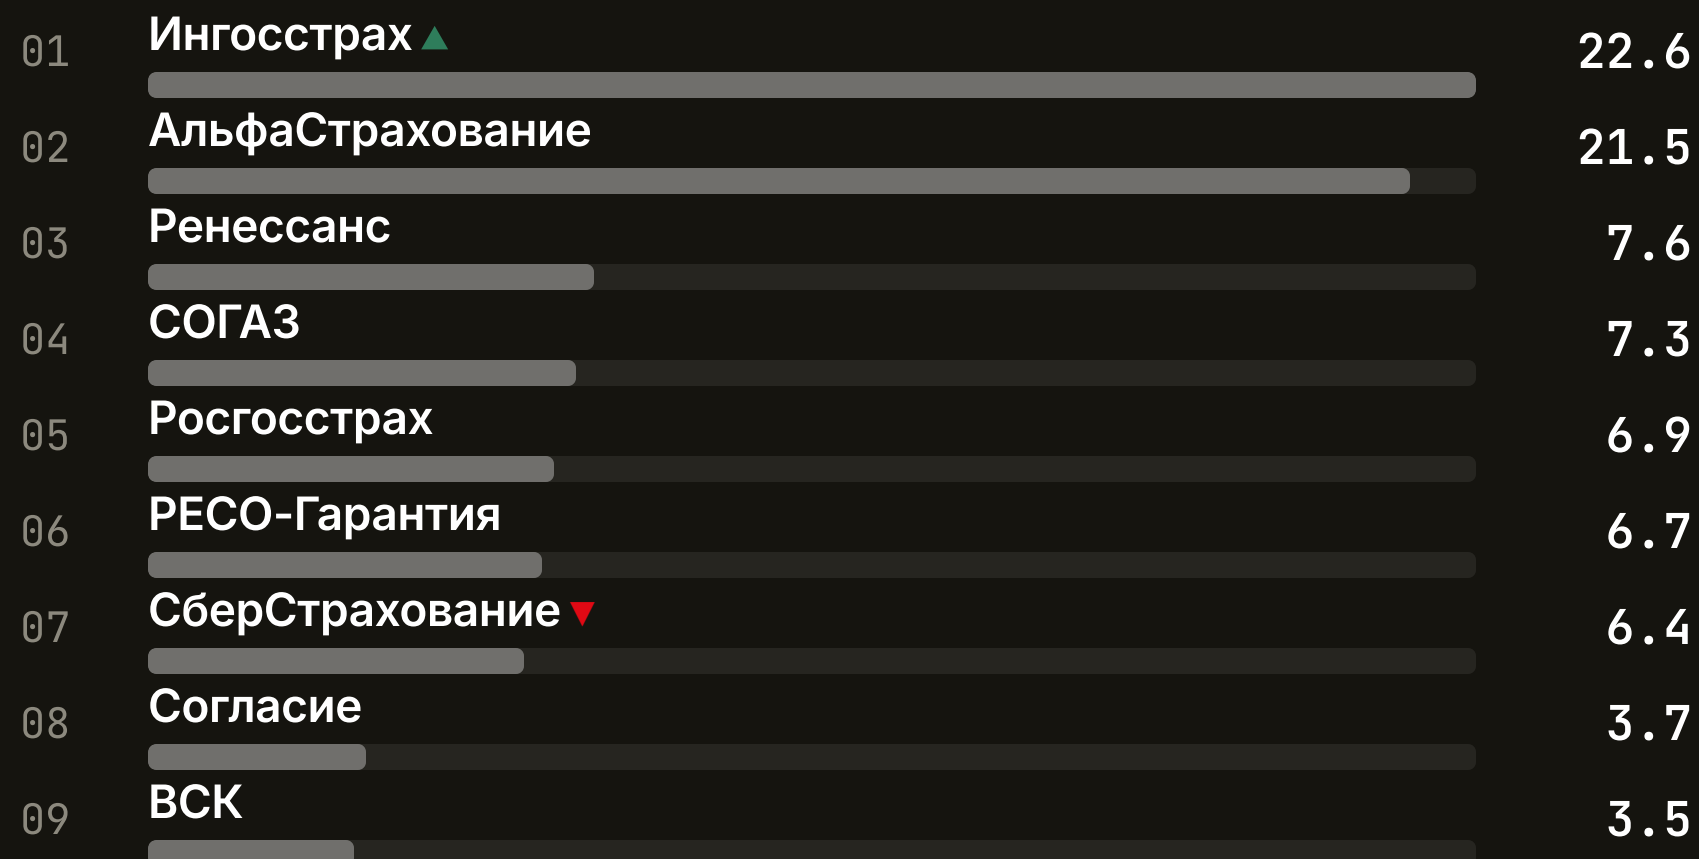 01 Ингосстрах ▲ 22.6
02 АльфаСтрахование 21.5
03 Ренессанс 7.6
04 СОГАЗ 7.3
05 Росгосстрах 6.9
06 РЕСО-Гарантия 6.7
07 СберСтрахование ▼ 6.4
08 Согласие 3.7
09 ВСК 3.5